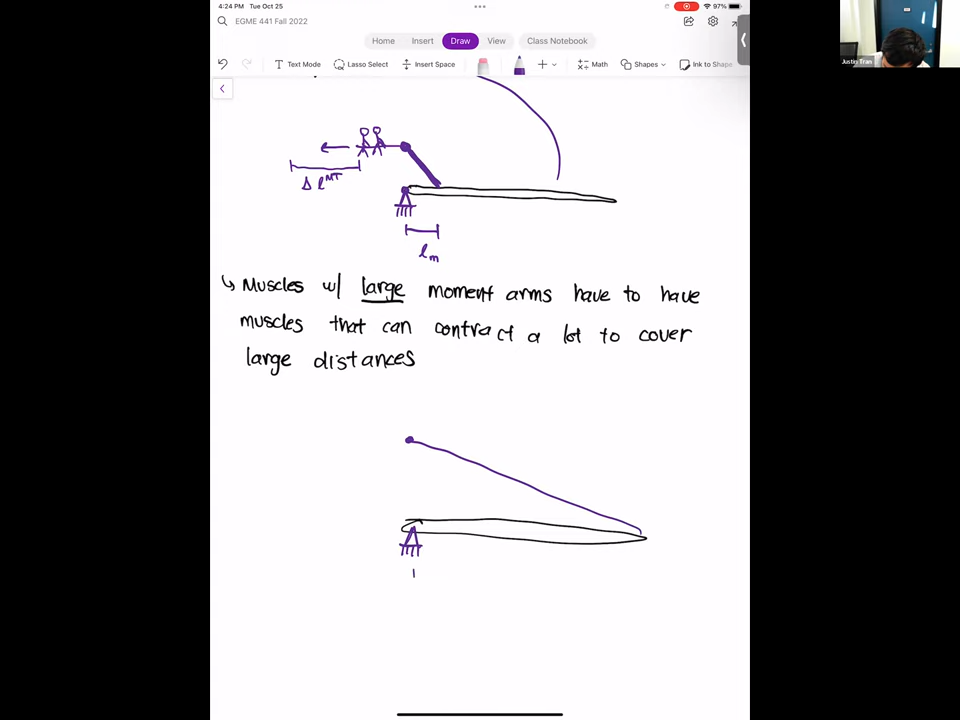 4:24 PM Tue Oct 25
97%
EGME 441 Fall 2022
Home Insert Draw View Class Notebook
Text Mode Lasso Select Insert Space Math Shapes Ink to Shape
Justin Tran
Δ l^MT
l_m
↳ Muscles w/ large moment arms have to have
muscles that can contract a lot to cover
large distances